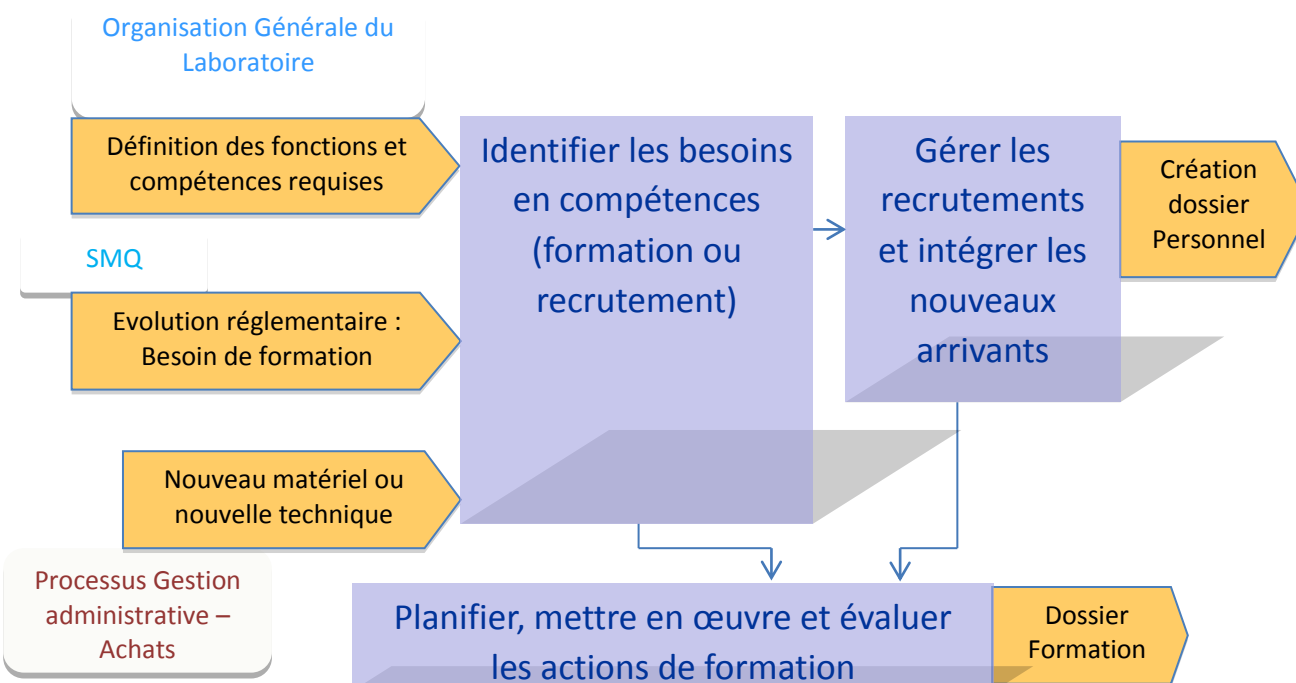 Organisation Générale du
Laboratoire
Définition des fonctions et
compétences requises
SMQ
Evolution réglementaire :
Besoin de formation
Nouveau matériel ou
nouvelle technique
Processus Gestion
administrative –
Achats
Identifier les besoins
en compétences
(formation ou
recrutement)
Gérer les
recrutements
et intégrer les
nouveaux
arrivants
Création
dossier
Personnel
Planifier, mettre en œuvre et évaluer
les actions de formation
Dossier
Formation